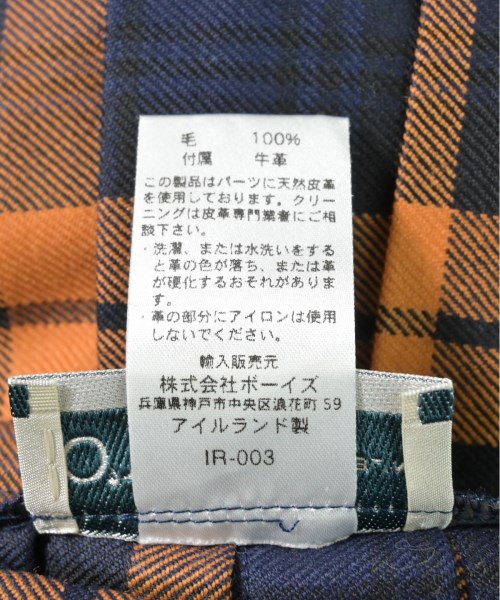 毛 100%
付属 牛革
この製品はパーツに天然皮革
を使用しております。クリー
ニングは皮革専門業者にご相
談下さい。
・洗濯、または水洗いをする
と革の色が落ち、または革
が硬化するおそれがあります。
・革の部分にアイロンは使用
しないでください。
輸入販売元
株式会社ボーイズ
兵庫県神戸市中央区浪花町59
アイルランド製
IR-003